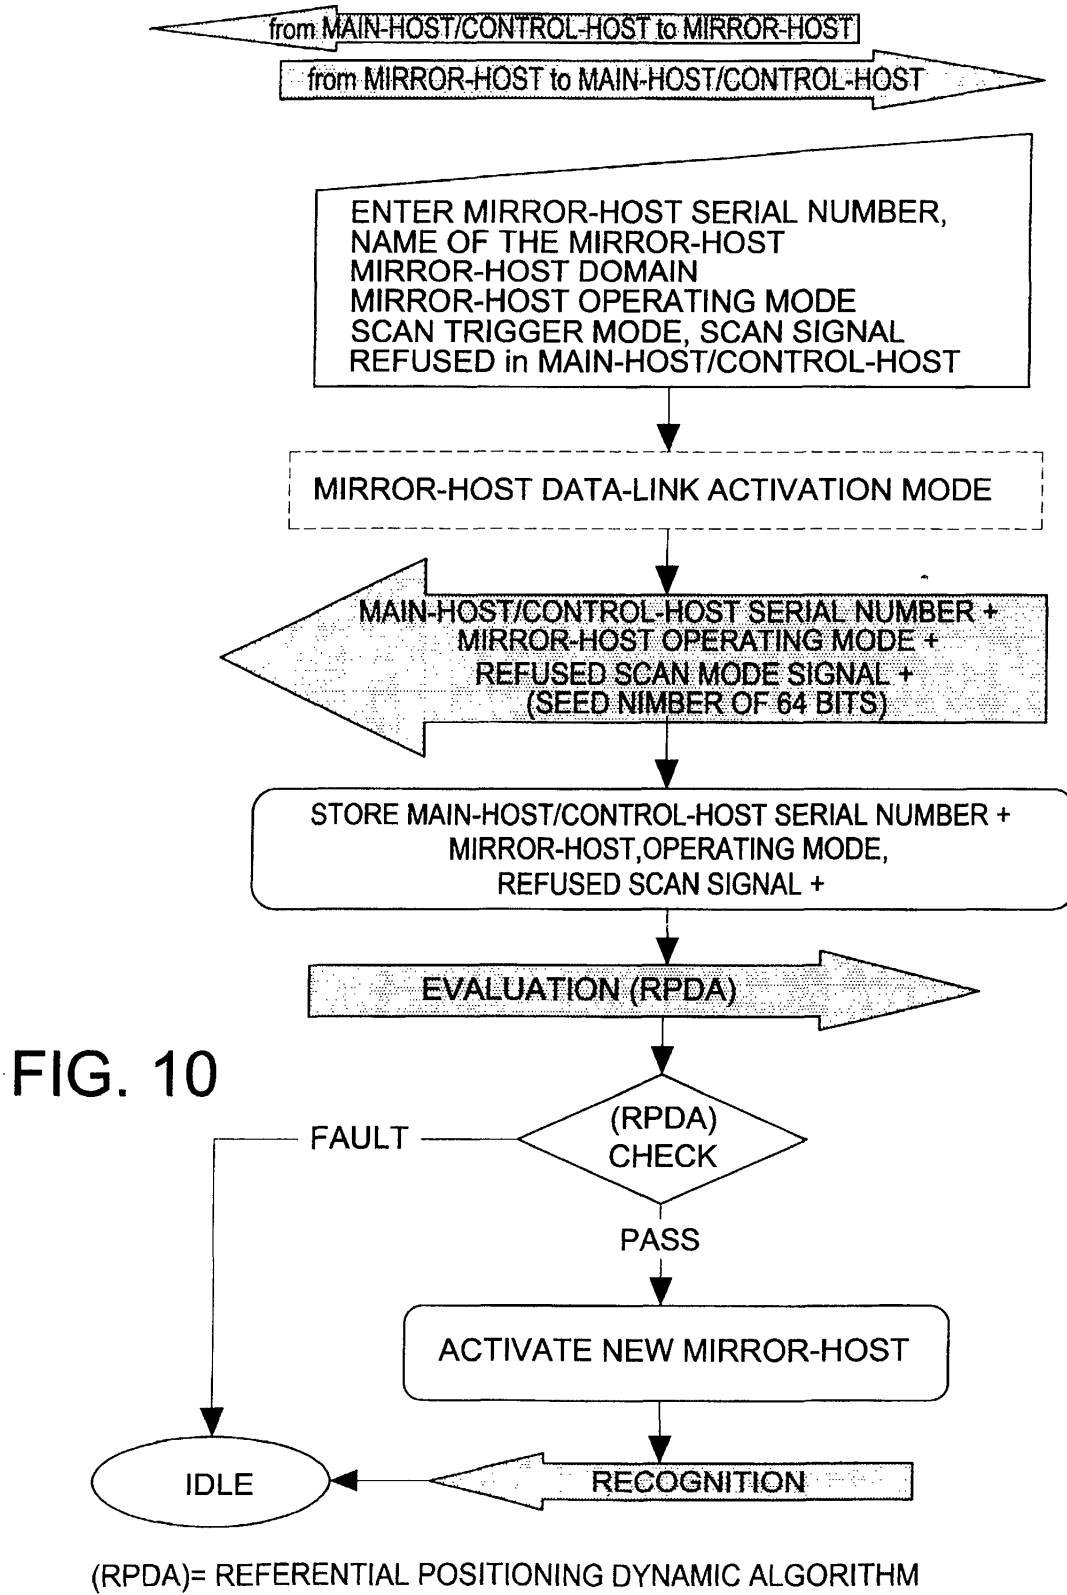 from MAIN-HOST/CONTROL-HOST to MIRROR-HOST
from MIRROR-HOST to MAIN-HOST/CONTROL-HOST
ENTER MIRROR-HOST SERIAL NUMBER,
NAME OF THE MIRROR-HOST
MIRROR-HOST DOMAIN
MIRROR-HOST OPERATING MODE
SCAN TRIGGER MODE, SCAN SIGNAL
REFUSED in MAIN-HOST/CONTROL-HOST
MIRROR-HOST DATA-LINK ACTIVATION MODE
MAIN-HOST/CONTROL-HOST SERIAL NUMBER +
MIRROR-HOST OPERATING MODE +
REFUSED SCAN MODE SIGNAL +
(SEED NIMBER OF 64 BITS)
STORE MAIN-HOST/CONTROL-HOST SERIAL NUMBER +
MIRROR-HOST,OPERATING MODE,
REFUSED SCAN SIGNAL +
EVALUATION (RPDA)
FIG. 10
(RPDA)
CHECK
FAULT
PASS
ACTIVATE NEW MIRROR-HOST
RECOGNITION
IDLE
(RPDA)= REFERENTIAL POSITIONING DYNAMIC ALGORITHM